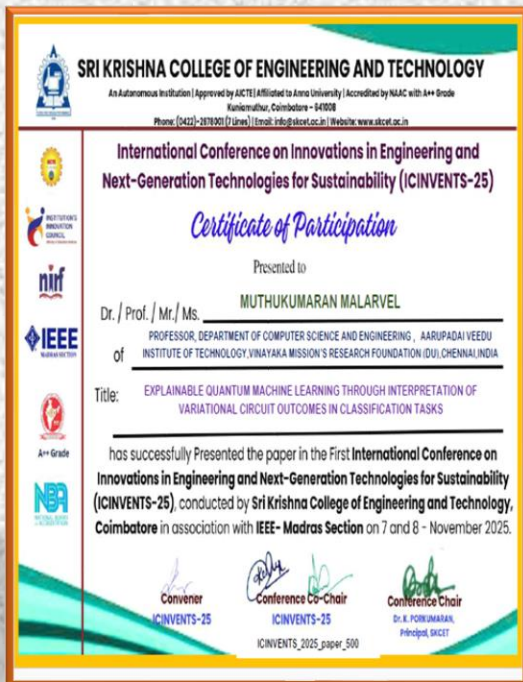 SRI KRISHNA COLLEGE OF ENGINEERING AND TECHNOLOGY
An Autonomous Institution | Approved by AICTE | Affiliated to Anna University | Accredited by NAAC with A++ Grade
Kuniamuthur, Coimbatore - 641008
Phone: (0422)-2678001 (7 Lines) | Email: info@skcet.ac.in | Website: www.skcet.ac.in
International Conference on Innovations in Engineering and
Next-Generation Technologies for Sustainability (ICINVENTS-25)
Certificate of Participation
Presented to
Dr. / Prof. / Mr./ Ms. MUTHUKUMARAN MALARVEL
PROFESSOR, DEPARTMENT OF COMPUTER SCIENCE AND ENGINEERING , AARUPADAI VEEDU
of INSTITUTE OF TECHNOLOGY,VINAYAKA MISSION'S RESEARCH FOUNDATION (DU),CHENNAI,INDIA
Title: EXPLAINABLE QUANTUM MACHINE LEARNING THROUGH INTERPRETATION OF
VARIATIONAL CIRCUIT OUTCOMES IN CLASSIFICATION TASKS
has successfully Presented the paper in the First International Conference on
Innovations in Engineering and Next-Generation Technologies for Sustainability
(ICINVENTS-25), conducted by Sri Krishna College of Engineering and Technology,
Coimbatore in association with IEEE- Madras Section on 7 and 8 - November 2025.
INSTITUTION'S
INNOVATION
COUNCIL
nirf
IEEE
MADRAS SECTION
A++ Grade
NBA
Convener
ICINVENTS-25
Conference Co-Chair
ICINVENTS-25
Conference Chair
Dr. K. PORKUMARAN,
Principal, SKCET
ICINVENTS_2025_paper_500